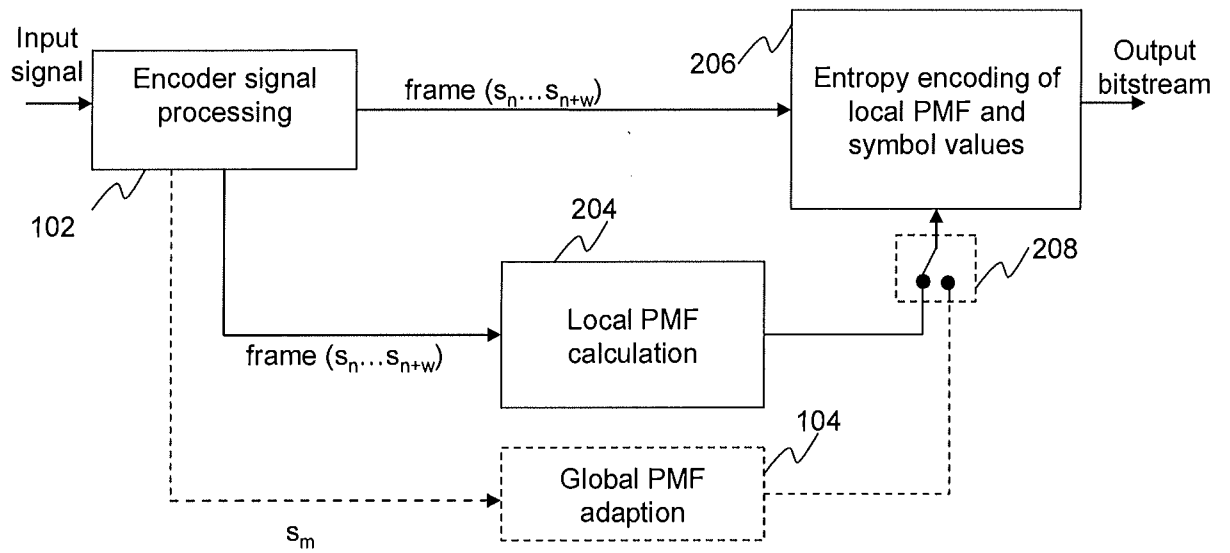 Input
signal
Encoder signal
processing
102
frame (sₙ...sₙ₊w)
206
Entropy encoding of
local PMF and
symbol values
Output
bitstream
204
208
Local PMF
calculation
frame (sₙ...sₙ₊w)
104
Global PMF
adaption
sₘ